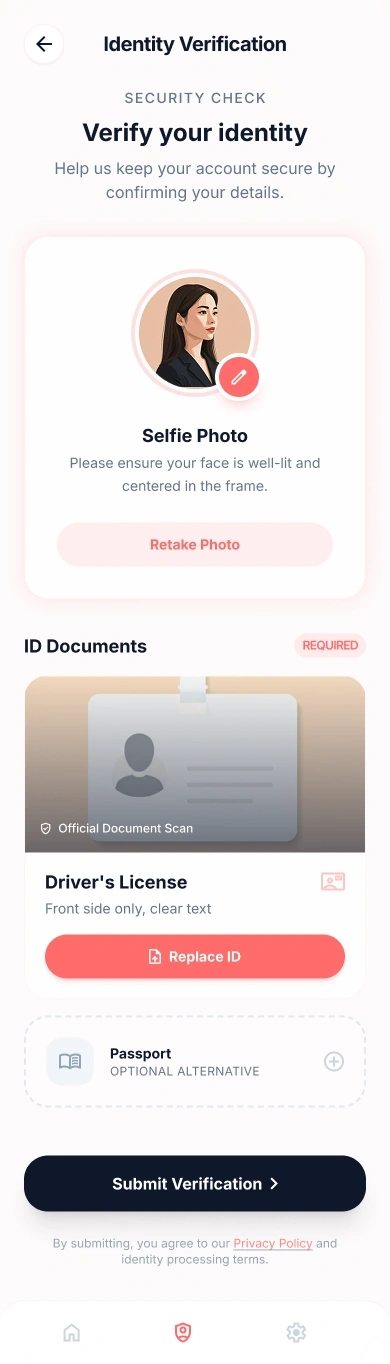 Identity Verification
SECURITY CHECK
Verify your identity
Help us keep your account secure by
confirming your details.
Selfie Photo
Please ensure your face is well-lit and
centered in the frame.
Retake Photo
ID Documents
REQUIRED
Official Document Scan
Driver's License
Front side only, clear text
Replace ID
Passport
OPTIONAL ALTERNATIVE
Submit Verification
By submitting, you agree to our Privacy Policy and
identity processing terms.